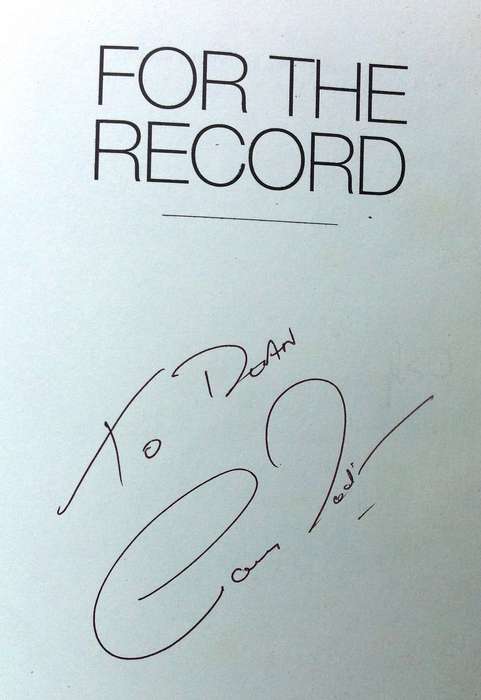 FOR THE
RECORD
TO DEAN